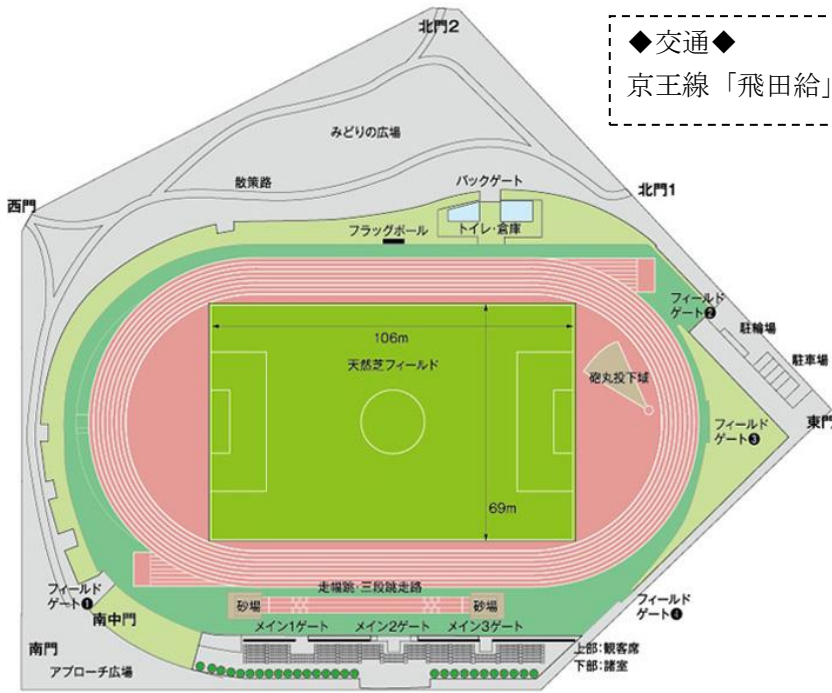 北門2
◆交通◆
京王線「飛田給」
みどりの広場
散策路
バックゲート
北門1
西門
フラッグポール
トイレ・倉庫
フィールド
ゲート❷
駐輪場
106m
天然芝フィールド
砲丸投下域
駐車場
東門
フィールド
ゲート❸
69m
走幅跳・三段跳走路
フィールド
ゲート❶
砂場
砂場
フィールド
ゲート❹
南中門
メイン1ゲート
メイン2ゲート
メイン3ゲート
南門
上部:観客席
下部:諸室
アプローチ広場